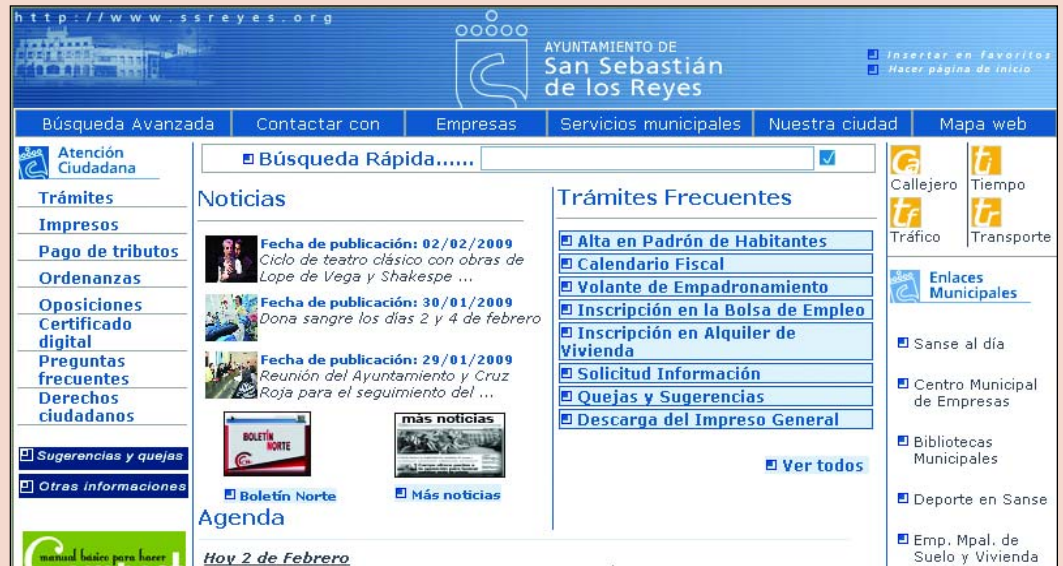 http://www.ssreyes.org
AYUNTAMIENTO DE
San Sebastián
de los Reyes
Insertar en favoritos
Hacer página de inicio
Búsqueda Avanzada
Contactar con
Empresas
Servicios municipales
Nuestra ciudad
Mapa web
Atención
Ciudadana
Trámites
Impresos
Pago de tributos
Ordenanzas
Oposiciones
Certificado
digital
Preguntas
frecuentes
Derechos
ciudadanos
Sugerencias y quejas
Otras informaciones
manual básico para hacer
Búsqueda Rápida......
Noticias
Fecha de publicación: 02/02/2009
Ciclo de teatro clásico con obras de
Lope de Vega y Shakespe ...
Fecha de publicación: 30/01/2009
Dona sangre los días 2 y 4 de febrero
Fecha de publicación: 29/01/2009
Reunión del Ayuntamiento y Cruz
Roja para el seguimiento del ...
BOLETÍN
NORTE
Boletín Norte
más noticias
Más noticias
Agenda
Hoy 2 de Febrero
Trámites Frecuentes
Alta en Padrón de Habitantes
Calendario Fiscal
Volante de Empadronamiento
Inscripción en la Bolsa de Empleo
Inscripción en Alquiler de
Vivienda
Solicitud Información
Quejas y Sugerencias
Descarga del Impreso General
Ver todos
Ca
Callejero
ti
Tiempo
tf
Tráfico
tr
Transporte
Enlaces
Municipales
Sanse al día
Centro Municipal
de Empresas
Bibliotecas
Municipales
Deporte en Sanse
Emp. Mpal. de
Suelo y Vivienda